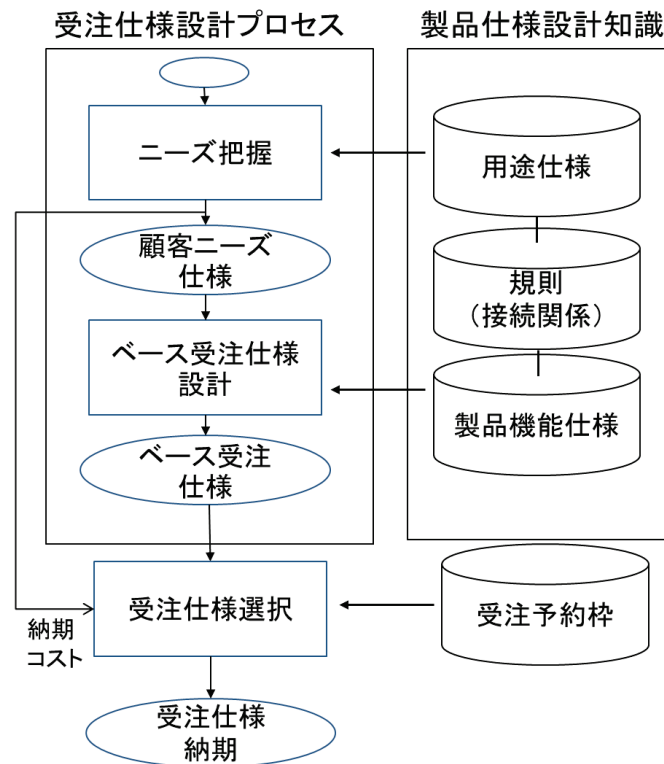 受注仕様設計プロセス
製品仕様設計知識
ニーズ把握
用途仕様
顧客ニーズ
仕様
規則
（接続関係）
ベース受注仕様
設計
製品機能仕様
ベース受注
仕様
受注仕様選択
受注予約枠
納期
コスト
受注仕様
納期